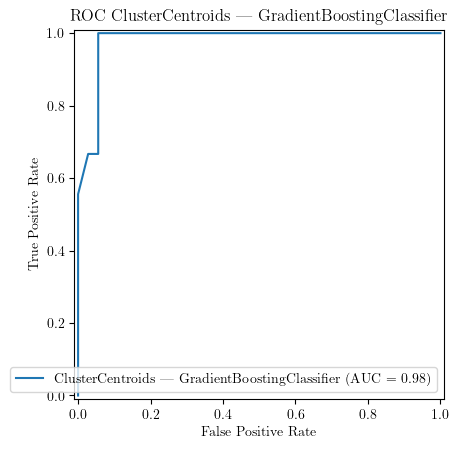 ROC ClusterCentroids — GradientBoostingClassifier
1.0
0.8
0.6
0.4
0.2
0.0
True Positive Rate
ClusterCentroids — GradientBoostingClassifier (AUC = 0.98)
0.0 0.2 0.4 0.6 0.8 1.0
False Positive Rate